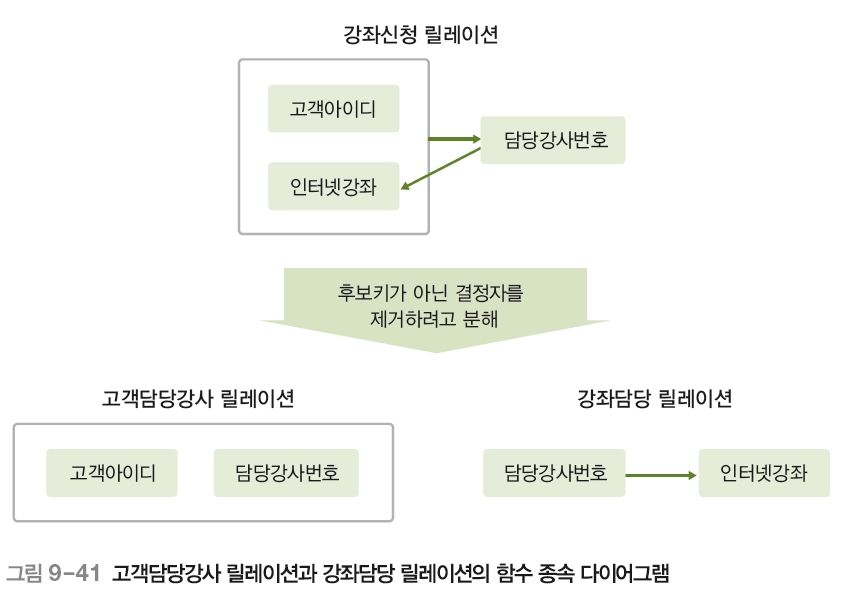 강좌신청 릴레이션
고객아이디
담당강사번호
인터넷강좌
후보키가 아닌 결정자를
제거하려고 분해
고객담당강사 릴레이션
강좌담당 릴레이션
고객아이디
담당강사번호
담당강사번호
인터넷강좌
그림 9-41 고객담당강사 릴레이션과 강좌담당 릴레이션의 함수 종속 다이어그램